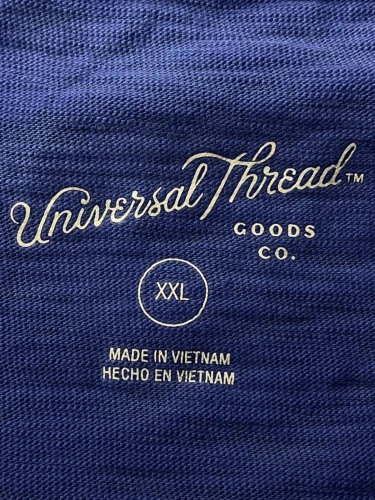 Universal Thread™
GOODS
CO.
XXL
MADE IN VIETNAM
HECHO EN VIETNAM